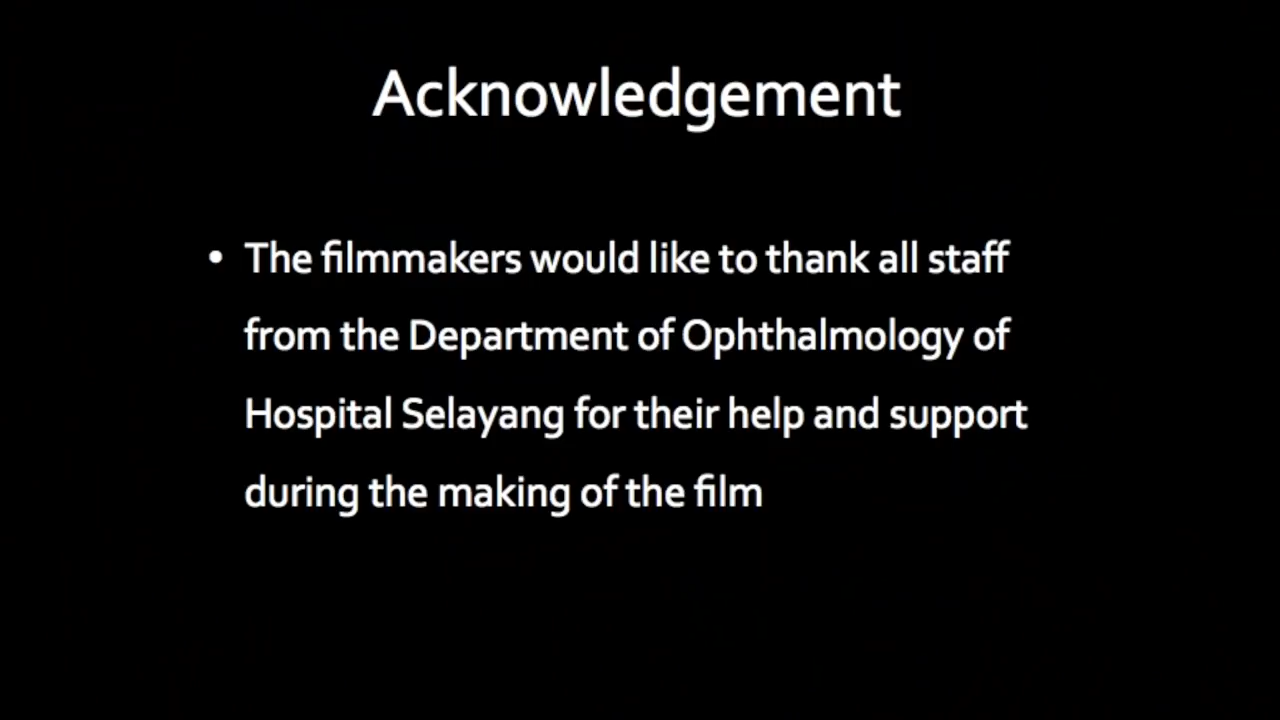 Acknowledgement
• The filmmakers would like to thank all staff
from the Department of Ophthalmology of
Hospital Selayang for their help and support
during the making of the film